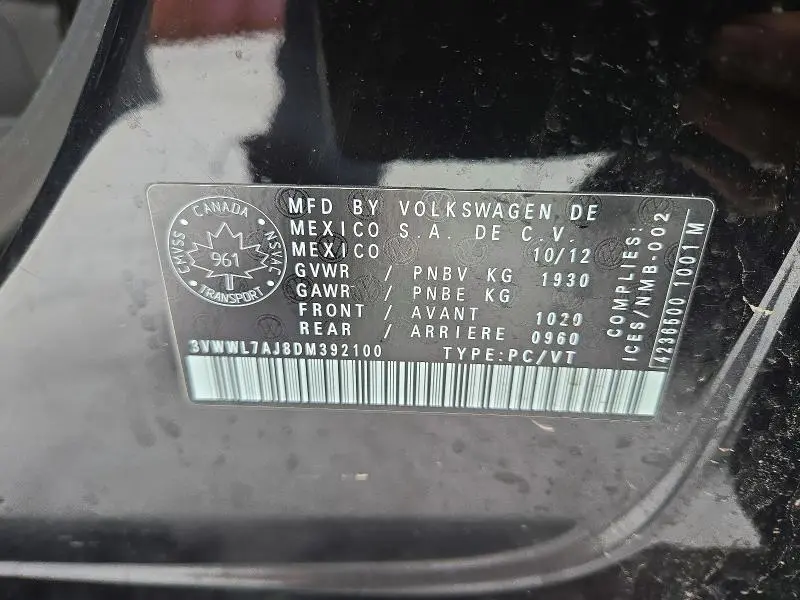 CANADA
CMVSS
NSVAC
961
TRANSPORT
MFD BY VOLKSWAGEN DE
MEXICO S.A. DE C.V.
MEXICO 10/12
GVWR / PNBV KG 1930
GAWR / PNBE KG
FRONT / AVANT 1020
REAR / ARRIERE 0960
3VWWL7AJ8DM392100 TYPE:PC/VT
COMPLIES:
ICES/NMB-002
4236600 1001 M